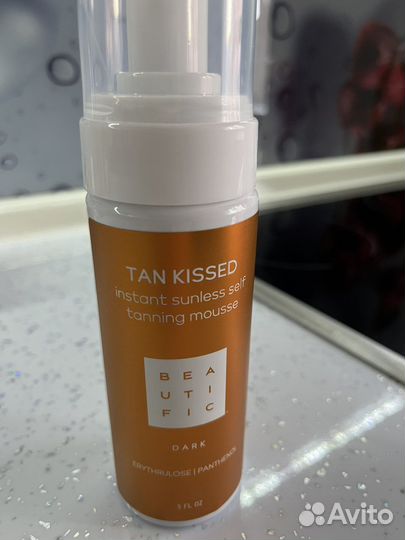 TAN KISSED
instant sunless self
tanning mousse
BEA
UTI
FIC
DARK
ERYTHRULOSE | PANTHENOL
5 FL OZ
Avito